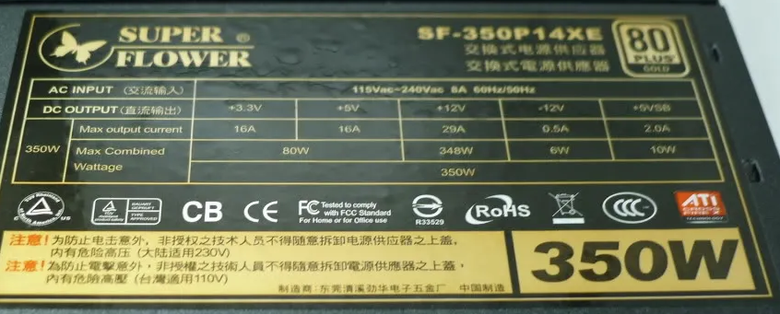 SUPER FLOWER ®
SF-350P14XE
交換式电源供应器
交換式電源供應器
80 PLUS GOLD
AC INPUT (交流输入) 115Vac~240Vac 8A 60Hz/50Hz
DC OUTPUT (直流输出) +3.3V +5V +12V -12V +5VSB
350W Max output current 16A 16A 29A 0.5A 2.0A
Max Combined Wattage 80W 348W 6W 10W
350W
CB CE FC Tested to comply with FCC Standard For Home or for Office use R33529 RoHS CCC ATI
注意! 为防止电击意外，非授权之技术人员不得随意拆卸电源供应器之上蓋，
内有危险高压 (大陆适用230V)
注意! 為防止電擊意外，非授權之技術人員不得隨意拆卸電源供應器之上蓋，
內有危險高壓 (台灣適用110V)
制造商: 东莞清溪劲华电子五金厂 中国制造
350W